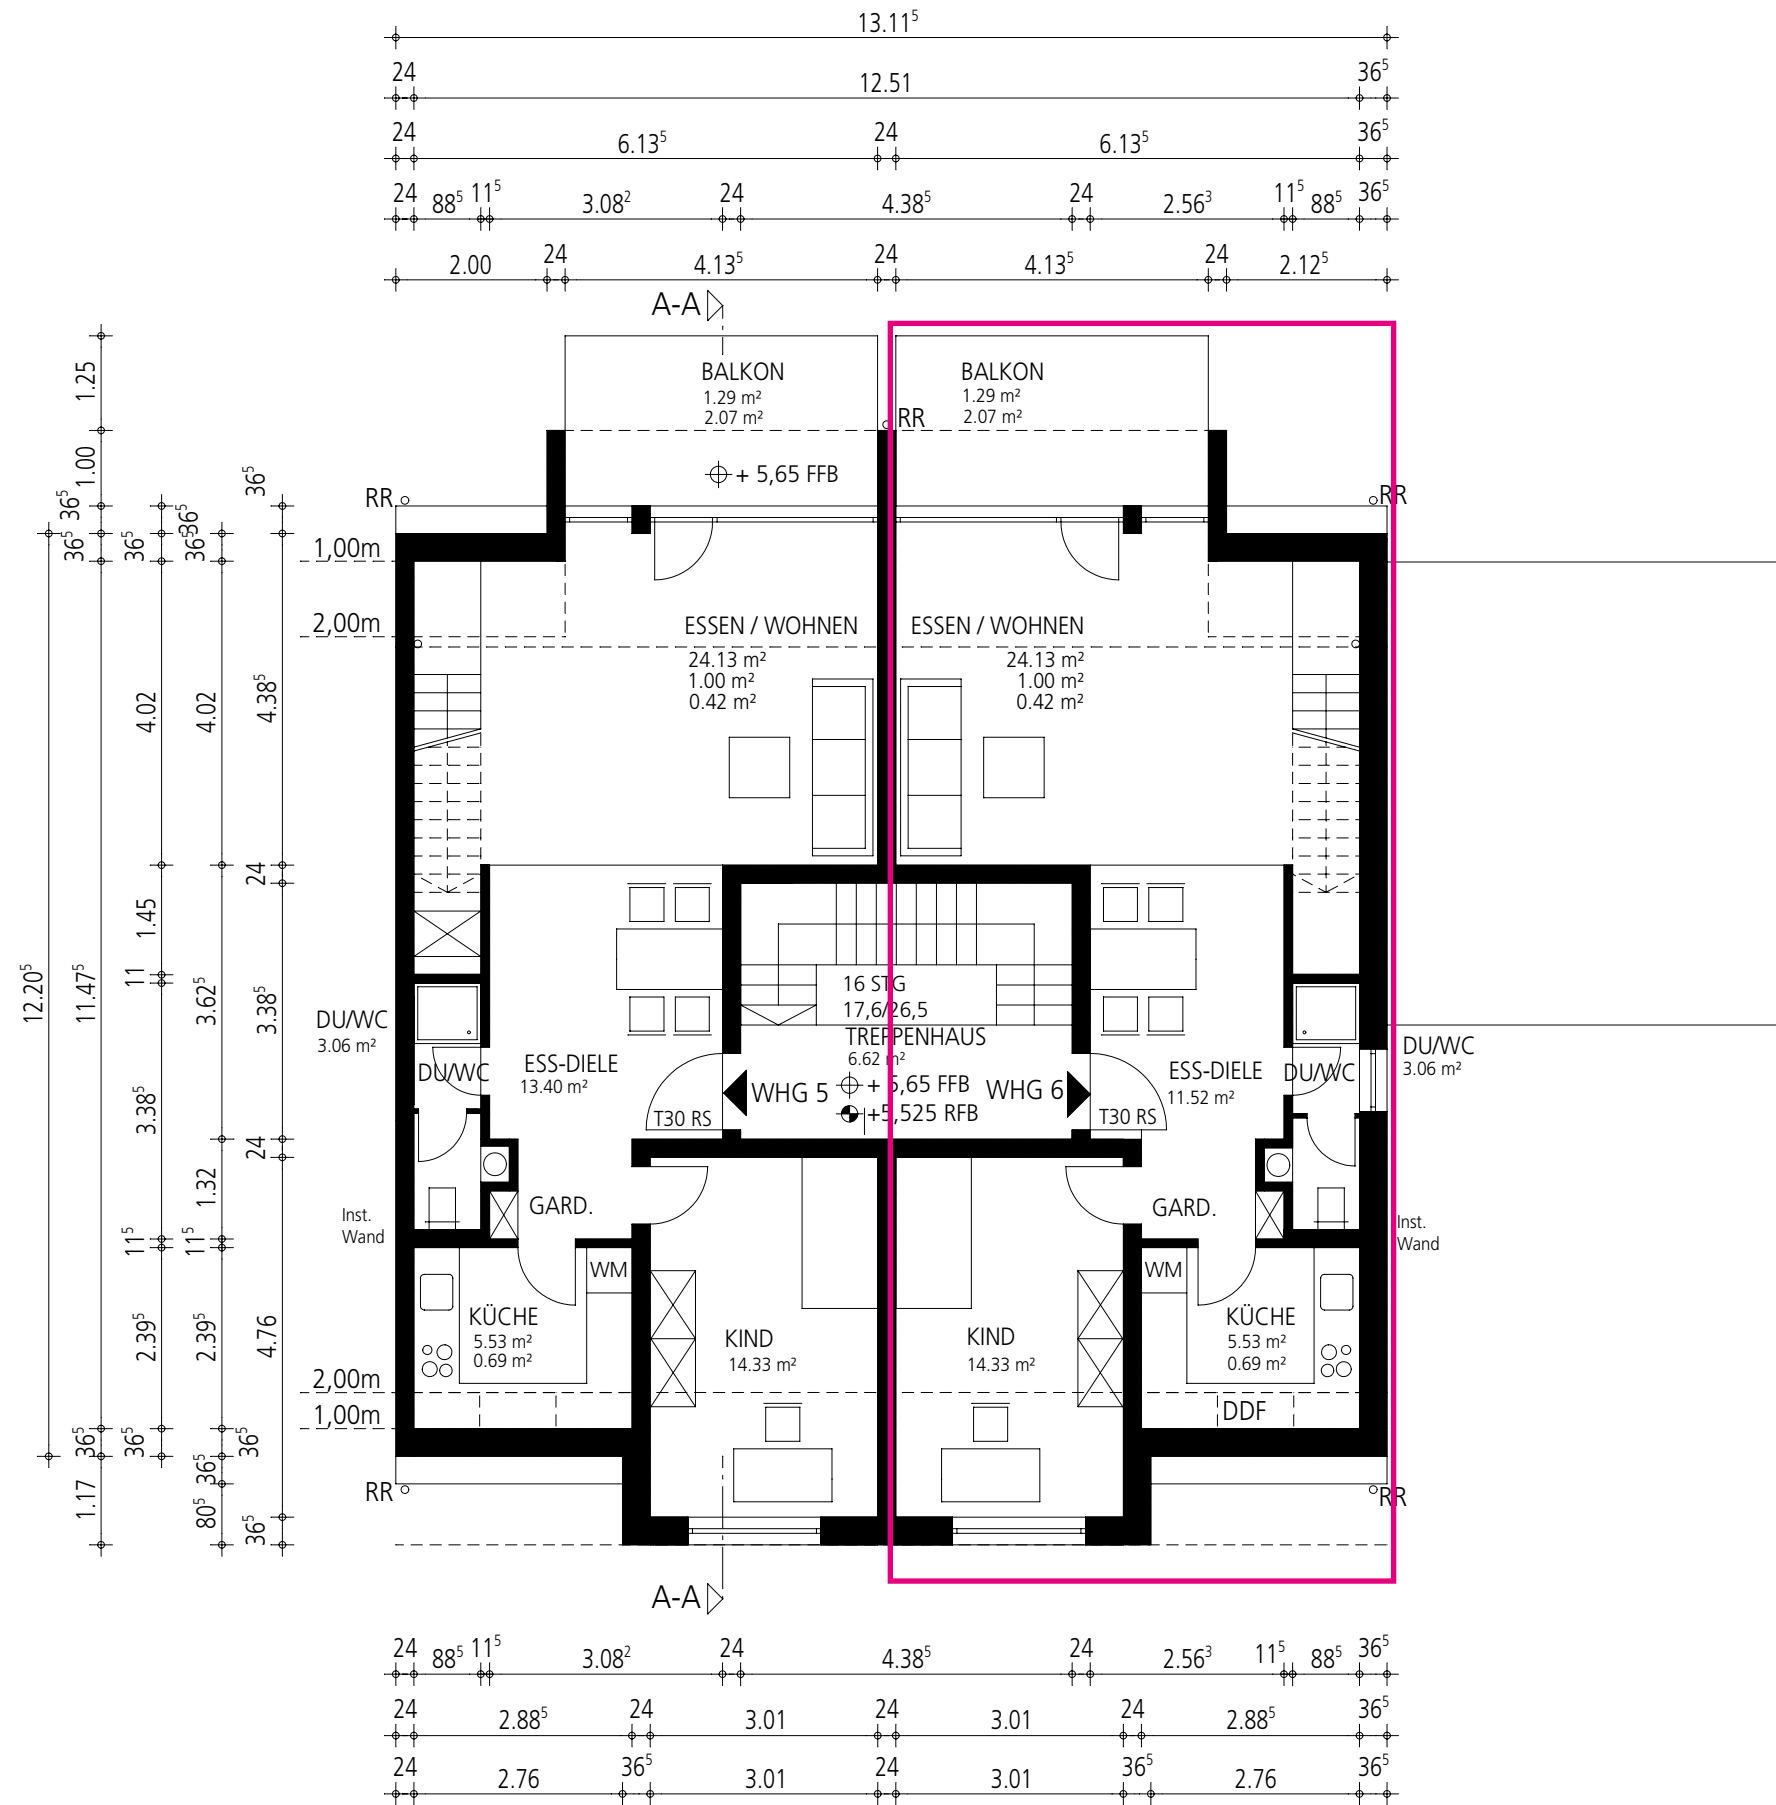 13.11⁵
24 12.51 36⁵
24 6.13⁵ 24 6.13⁵ 36⁵
24 88⁵ 11⁵ 3.08² 24 4.38⁵ 24 2.56³ 11⁵ 88⁵ 36⁵
2.00 24 4.13⁵ 24 4.13⁵ 24 2.12⁵
A-A
1.25
1.00
36⁵
36⁵
11.47⁵
36⁵
1.17
12.20⁵
36⁵
36⁵
4.02
1.45
11
3.38⁵
11⁵
2.39⁵
36⁵
36⁵
4.02
3.62⁵
1.32
11⁵
2.39⁵
36⁵
80⁵
36⁵
4.38⁵
24
3.38⁵
24
4.76
36⁵
36⁵
BALKON
1.29 m²
2.07 m²
BALKON
1.29 m²
2.07 m²
RR
+ 5,65 FFB
RR
RR
1,00m
2,00m
ESSEN / WOHNEN
24.13 m²
1.00 m²
0.42 m²
ESSEN / WOHNEN
24.13 m²
1.00 m²
0.42 m²
16 STG
17,6/26,5
TREPPENHAUS
6.62 m²
+ 5,65 FFB
+5,525 RFB
WHG 5
WHG 6
DU/WC
3.06 m²
DU/WC
ESS-DIELE
13.40 m²
T30 RS
T30 RS
ESS-DIELE
11.52 m²
DU/WC
DU/WC
3.06 m²
Inst.
Wand
GARD.
GARD.
Inst.
Wand
WM
WM
KÜCHE
5.53 m²
0.69 m²
KIND
14.33 m²
KIND
14.33 m²
KÜCHE
5.53 m²
0.69 m²
2,00m
1,00m
DDF
RR
RR
A-A
24 88⁵ 11⁵ 3.08² 24 4.38⁵ 24 2.56³ 11⁵ 88⁵ 36⁵
24 2.88⁵ 24 3.01 24 3.01 24 2.88⁵ 36⁵
24 2.76 36⁵ 3.01 24 3.01 36⁵ 2.76 36⁵